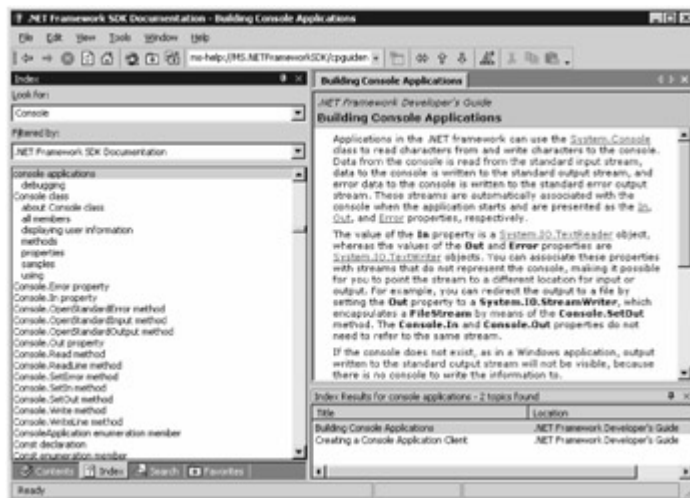 .NET Framework SDK Documentation - Building Console Applications
File Edit View Tools Window Help
ms-help://MS.NETFrameworkSDK/cpguiden
Index
Look for:
Console
Filtered by:
.NET Framework SDK Documentation
console applications
debugging
Console class
about Console class
all members
displaying user information
methods
properties
samples
using
Console.Error property
Console.In property
Console.OpenStandardError method
Console.OpenStandardInput method
Console.OpenStandardOutput method
Console.Out property
Console.Read method
Console.ReadLine method
Console.SetError method
Console.SetIn method
Console.SetOut method
Console.Write method
Console.WriteLine method
ConsoleApplication enumeration member
Const declaration
Const enumeration member
Contents Index Search Favorites
Building Console Applications
.NET Framework Developer's Guide
Building Console Applications
Applications in the .NET framework can use the System.Console
class to read characters from and write characters to the console.
Data from the console is read from the standard input stream,
data to the console is written to the standard output stream, and
error data to the console is written to the standard error output
stream. These streams are automatically associated with the
console when the application starts and are presented as the In,
Out, and Error properties, respectively.
The value of the In property is a System.IO.TextReader object,
whereas the values of the Out and Error properties are
System.IO.TextWriter objects. You can associate these properties
with streams that do not represent the console, making it possible
for you to point the stream to a different location for input or
output. For example, you can redirect the output to a file by
setting the Out property to a System.IO.StreamWriter, which
encapsulates a FileStream by means of the Console.SetOut
method. The Console.In and Console.Out properties do not
need to refer to the same stream.
If the console does not exist, as in a Windows application, output
written to the standard output stream will not be visible, because
there is no console to write the information to.
Index Results for console applications - 2 topics found
Title Location
Building Console Applications .NET Framework Developer's Guide
Creating a Console Application Client .NET Framework Developer's Guide
Ready